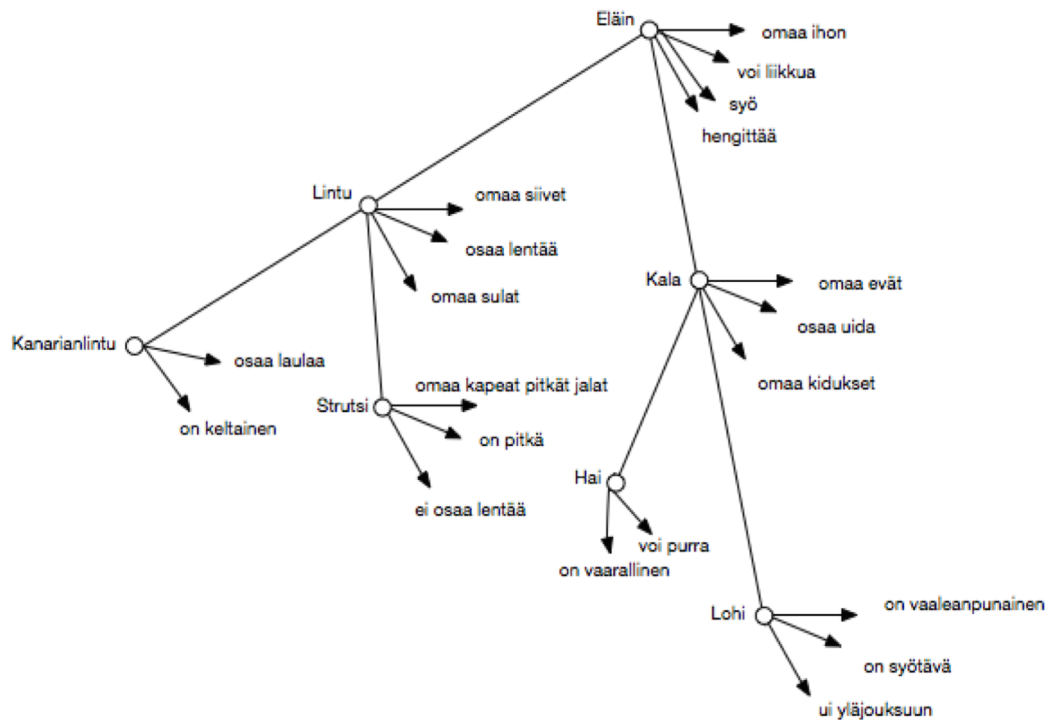 Eläin
omaa ihon
voi liikkua
syö
hengittää
Lintu
omaa siivet
osaa lentää
omaa sulat
Kala
omaa evät
osaa uida
omaa kidukset
Kanarianlintu
osaa laulaa
on keltainen
Strutsi
omaa kapeat pitkät jalat
on pitkä
ei osaa lentää
Hai
voi purra
on vaarallinen
Lohi
on vaaleanpunainen
on syötävä
ui yläjouksuun